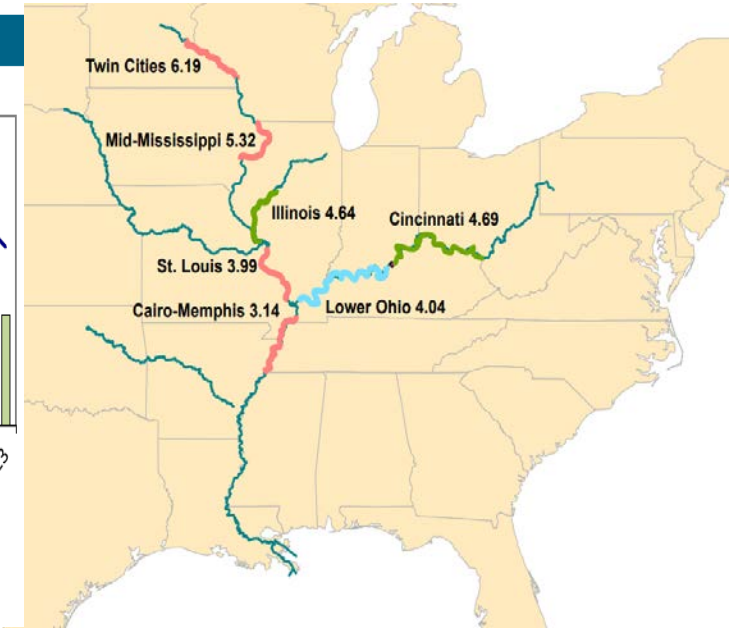 Twin Cities 6.19
Mid-Mississippi 5.32
Illinois 4.64
Cincinnati 4.69
St. Louis 3.99
Cairo-Memphis 3.14
Lower Ohio 4.04